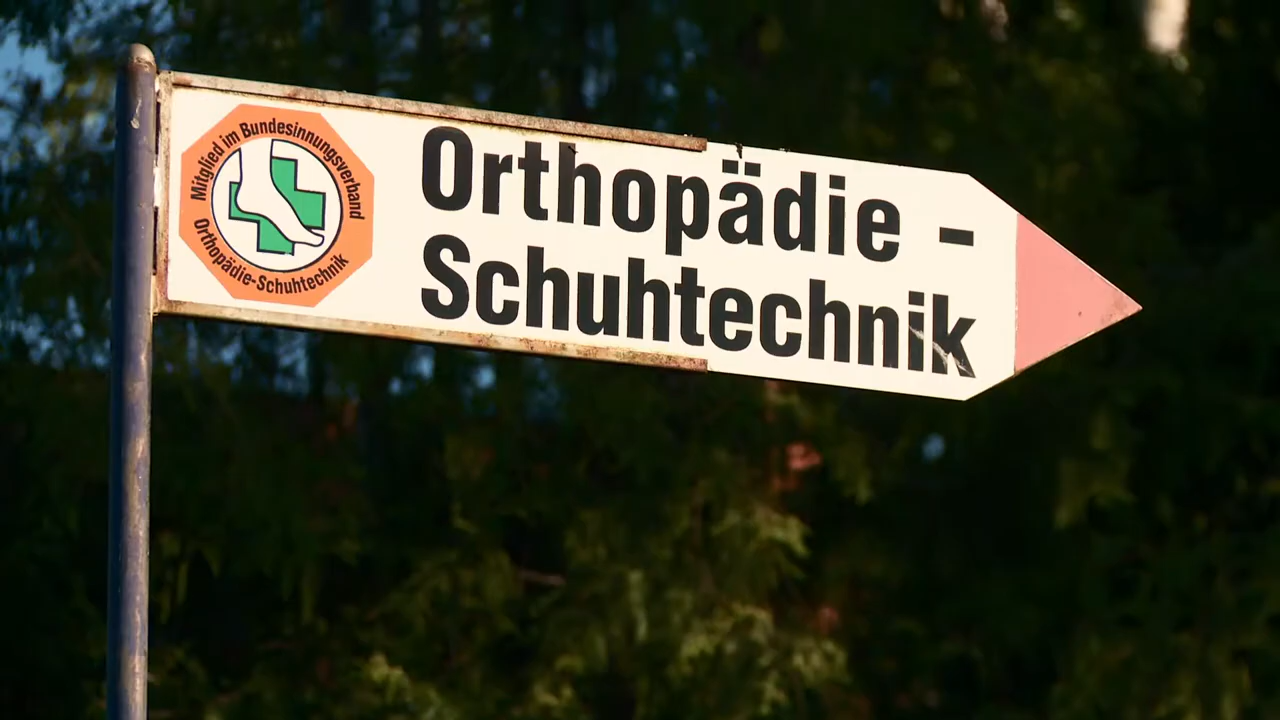 Mitglied im Bundesinnungsverband
Orthopädie-Schuhtechnik
Orthopädie -
Schuhtechnik